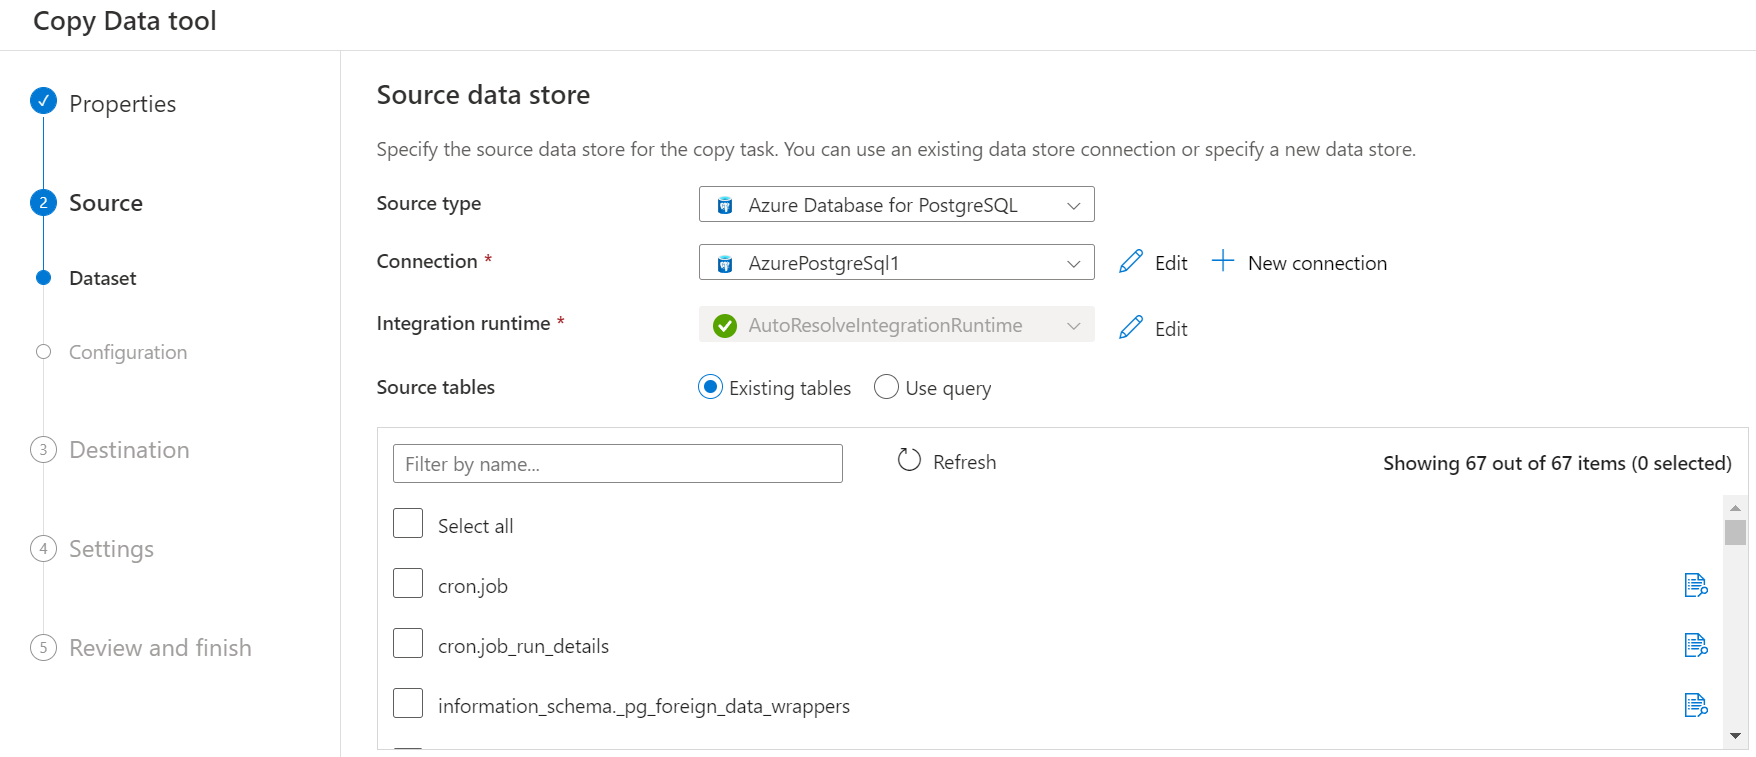 Copy Data tool
Properties
2 Source
Dataset
Configuration
3 Destination
4 Settings
5 Review and finish
Source data store
Specify the source data store for the copy task. You can use an existing data store connection or specify a new data store.
Source type Azure Database for PostgreSQL
Connection * AzurePostgreSql1 Edit New connection
Integration runtime * AutoResolveIntegrationRuntime Edit
Source tables Existing tables Use query
Filter by name... Refresh Showing 67 out of 67 items (0 selected)
Select all
cron.job
cron.job_run_details
information_schema._pg_foreign_data_wrappers